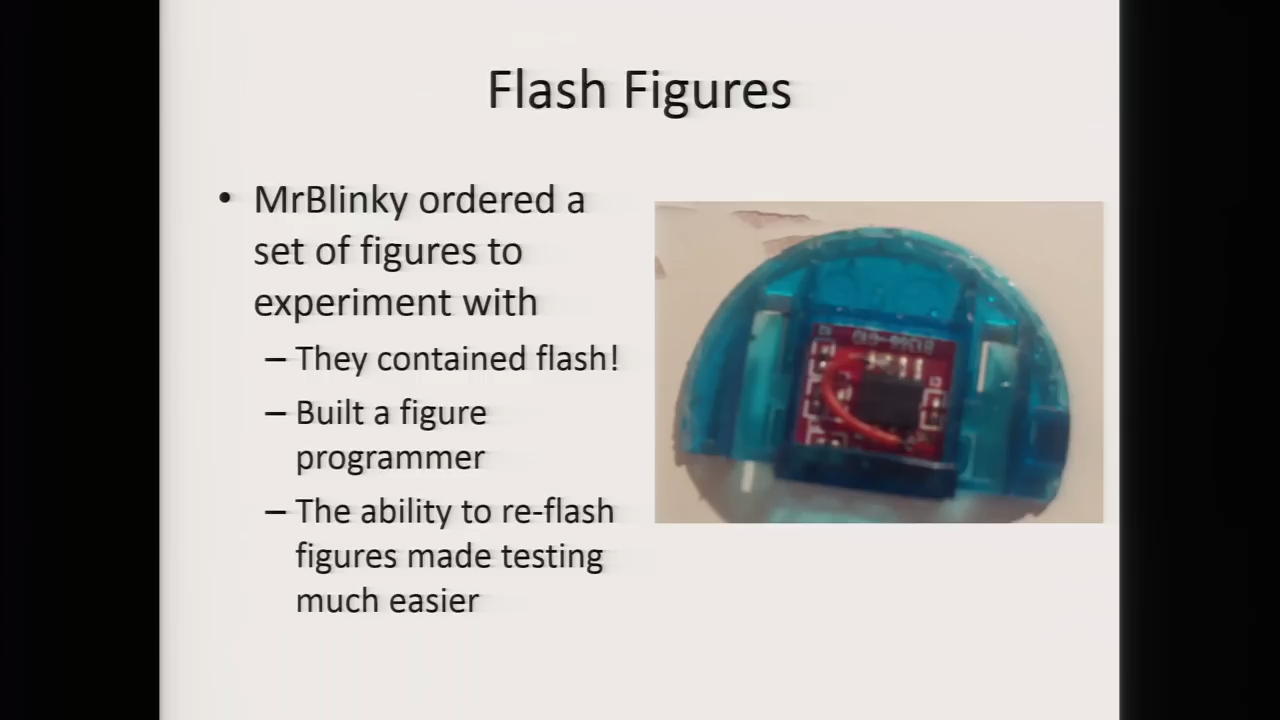 Flash Figures
• MrBlinky ordered a
set of figures to
experiment with
– They contained flash!
– Built a figure
programmer
– The ability to re-flash
figures made testing
much easier